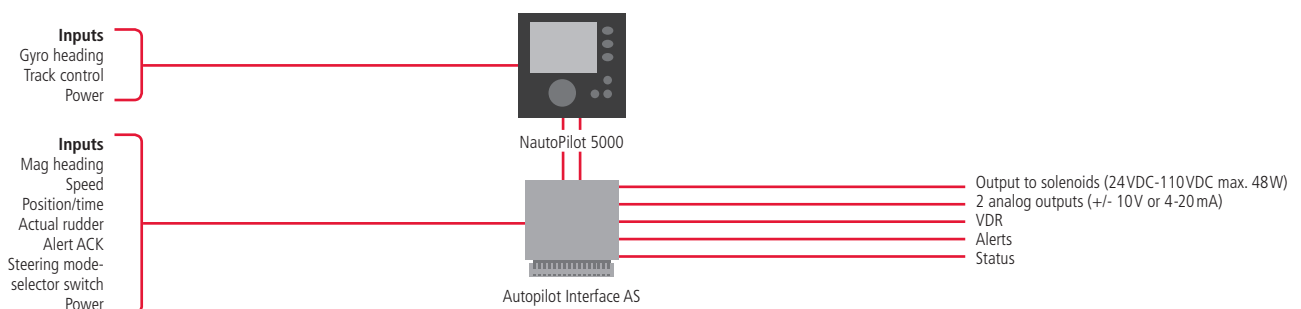 Inputs
Gyro heading
Track control
Power
NautoPilot 5000
Inputs
Mag heading
Speed
Position/time
Actual rudder
Alert ACK
Steering mode-
selector switch
Power
Output to solenoids (24VDC-110VDC max. 48W)
2 analog outputs (+/- 10V or 4-20mA)
VDR
Alerts
Status
Autopilot Interface AS